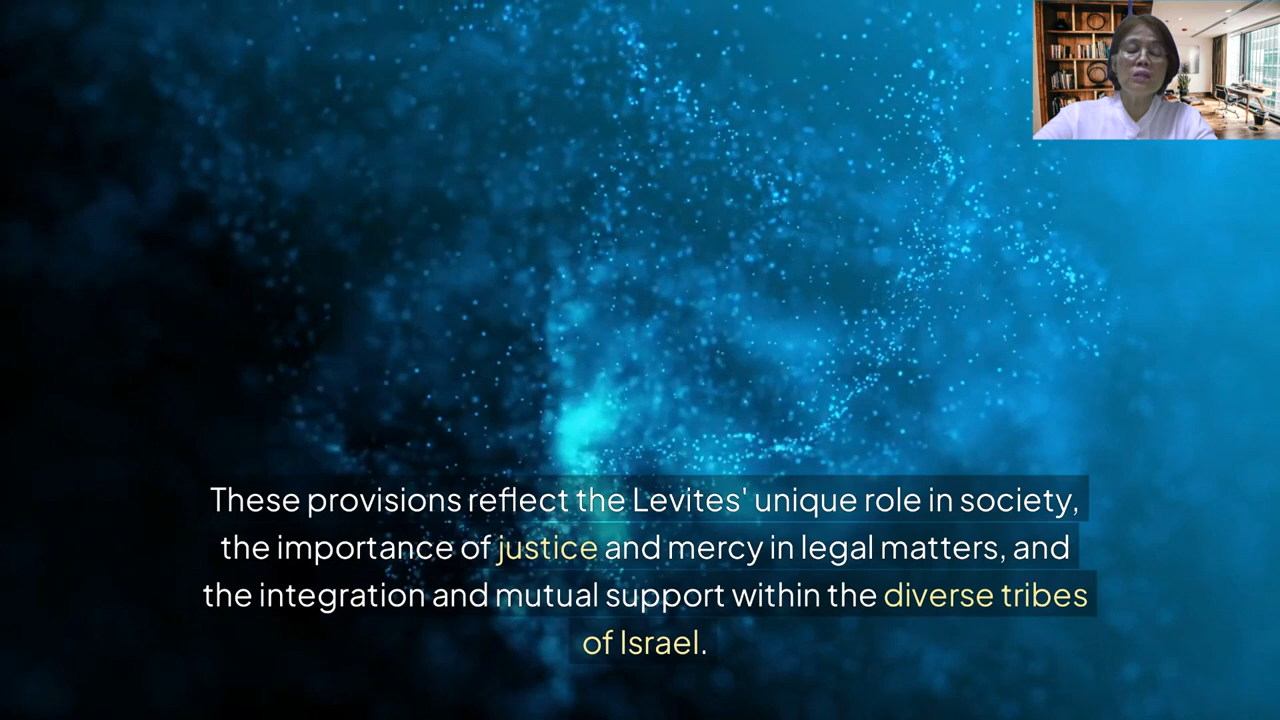 These provisions reflect the Levites' unique role in society,
the importance of justice and mercy in legal matters, and
the integration and mutual support within the diverse tribes
of Israel.